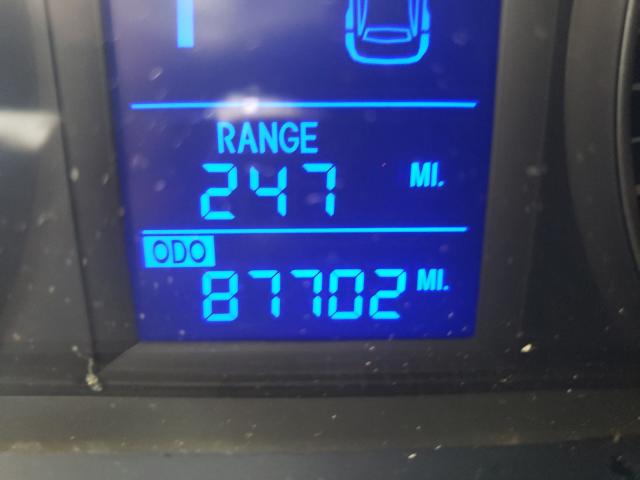 RANGE
247 MI.
ODO
87702 MI.